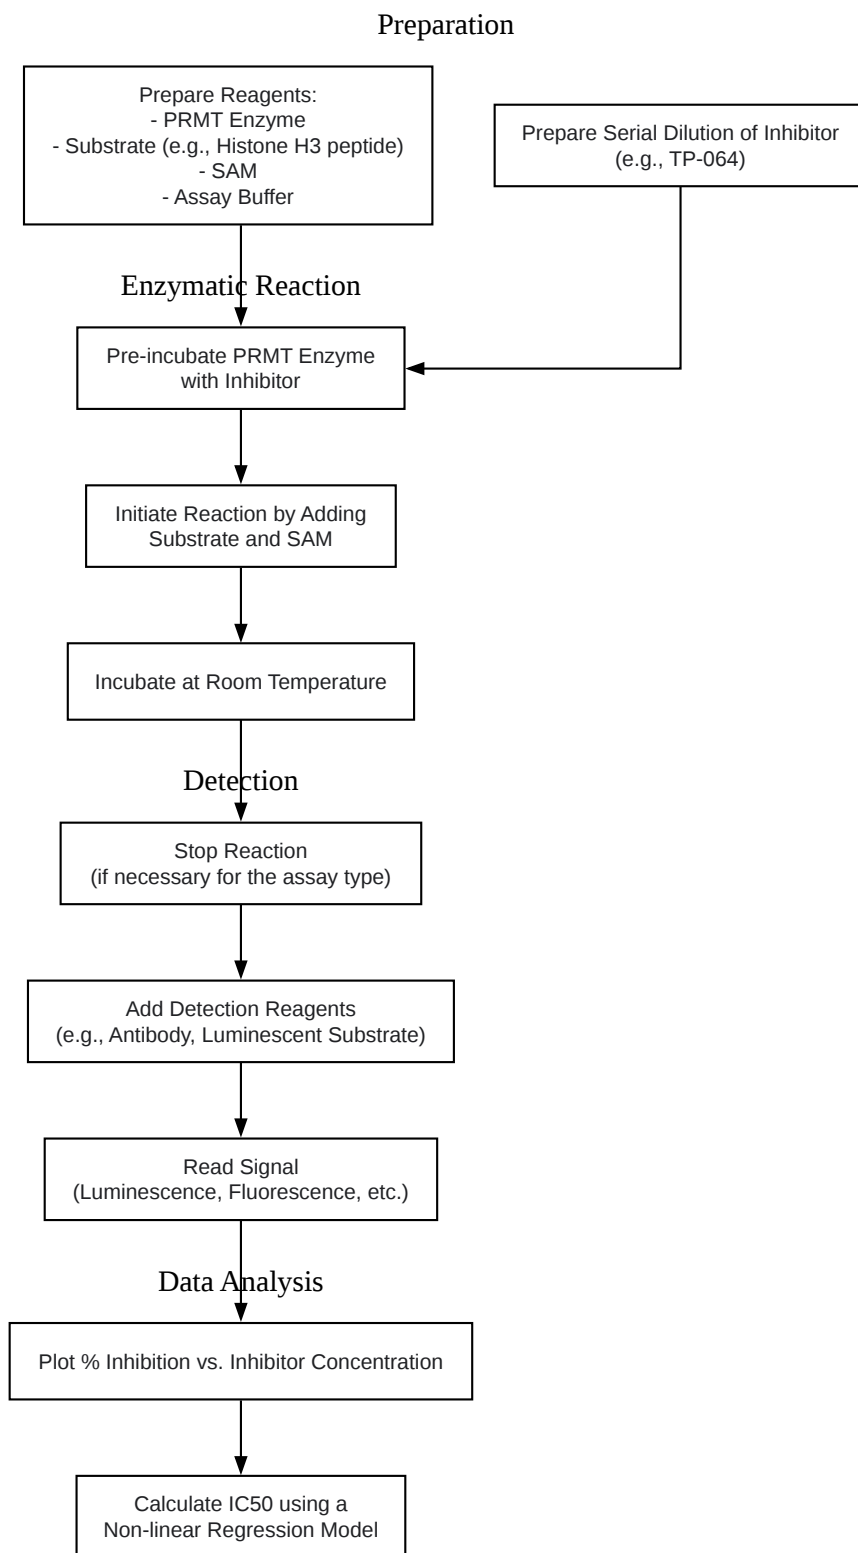 Preparation
Prepare Reagents:
- PRMT Enzyme
- Substrate (e.g., Histone H3 peptide)
- SAM
- Assay Buffer
Prepare Serial Dilution of Inhibitor
(e.g., TP-064)
Enzymatic Reaction
Pre-incubate PRMT Enzyme
with Inhibitor
Initiate Reaction by Adding
Substrate and SAM
Incubate at Room Temperature
Detection
Stop Reaction
(if necessary for the assay type)
Add Detection Reagents
(e.g., Antibody, Luminescent Substrate)
Read Signal
(Luminescence, Fluorescence, etc.)
Data Analysis
Plot % Inhibition vs. Inhibitor Concentration
Calculate IC50 using a
Non-linear Regression Model